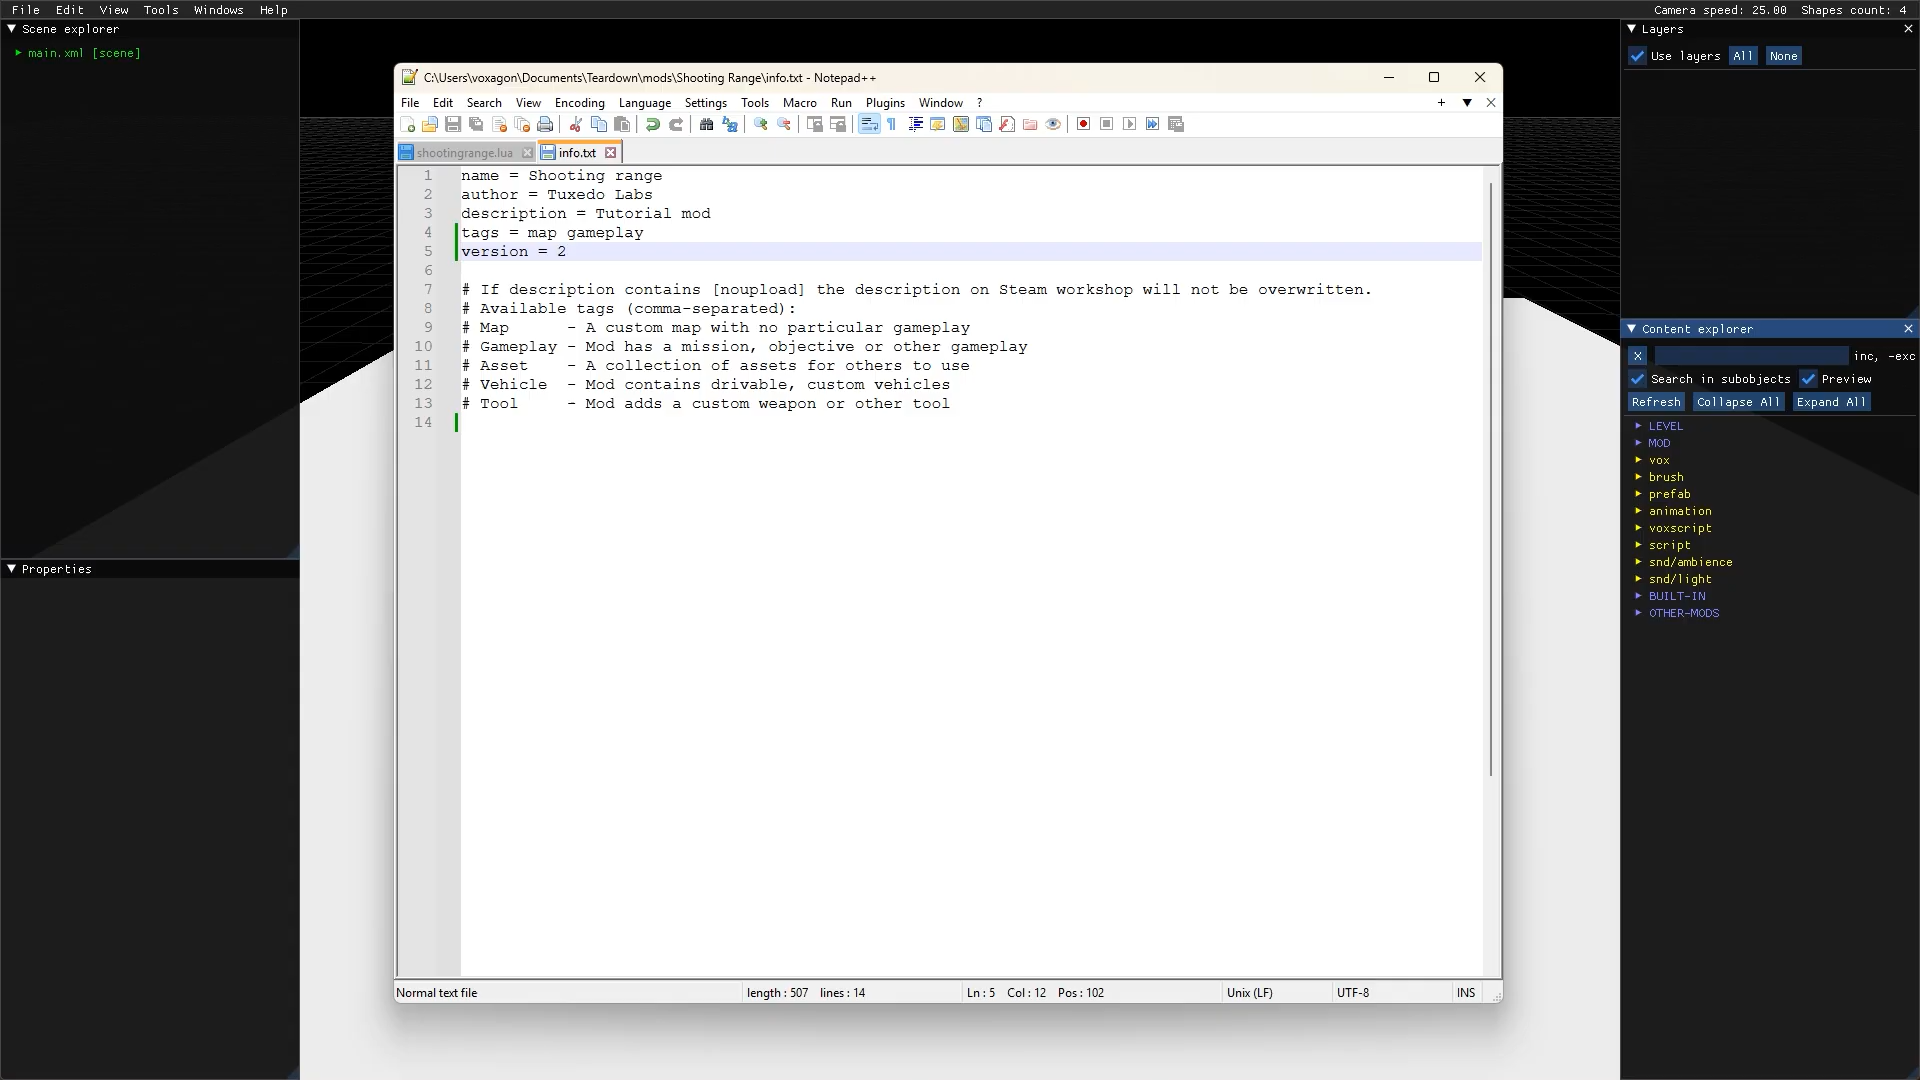 File Edit View Tools Windows Help
Camera speed: 25.00 Shapes count: 4
Scene explorer
main.xml [scene]
Properties
C:\Users\voxagon\Documents\Teardown\mods\Shooting Range\info.txt - Notepad++
File Edit Search View Encoding Language Settings Tools Macro Run Plugins Window ?
shootingrange.lua info.txt
1 name = Shooting range
2 author = Tuxedo Labs
3 description = Tutorial mod
4 tags = map gameplay
5 version = 2
6
7 # If description contains [noupload] the description on Steam workshop will not be overwritten.
8 # Available tags (comma-separated):
9 # Map      - A custom map with no particular gameplay
10 # Gameplay - Mod has a mission, objective or other gameplay
11 # Asset    - A collection of assets for others to use
12 # Vehicle  - Mod contains drivable, custom vehicles
13 # Tool     - Mod adds a custom weapon or other tool
14
Normal text file length : 507 lines : 14 Ln : 5 Col : 12 Pos : 102 Unix (LF) UTF-8 INS
Layers
Use layers All None
Content explorer
X inc, -exc
Search in subobjects Preview
Refresh Collapse All Expand All
LEVEL
MOD
vox
brush
prefab
animation
voxscript
script
snd/ambience
snd/light
BUILT-IN
OTHER-MODS